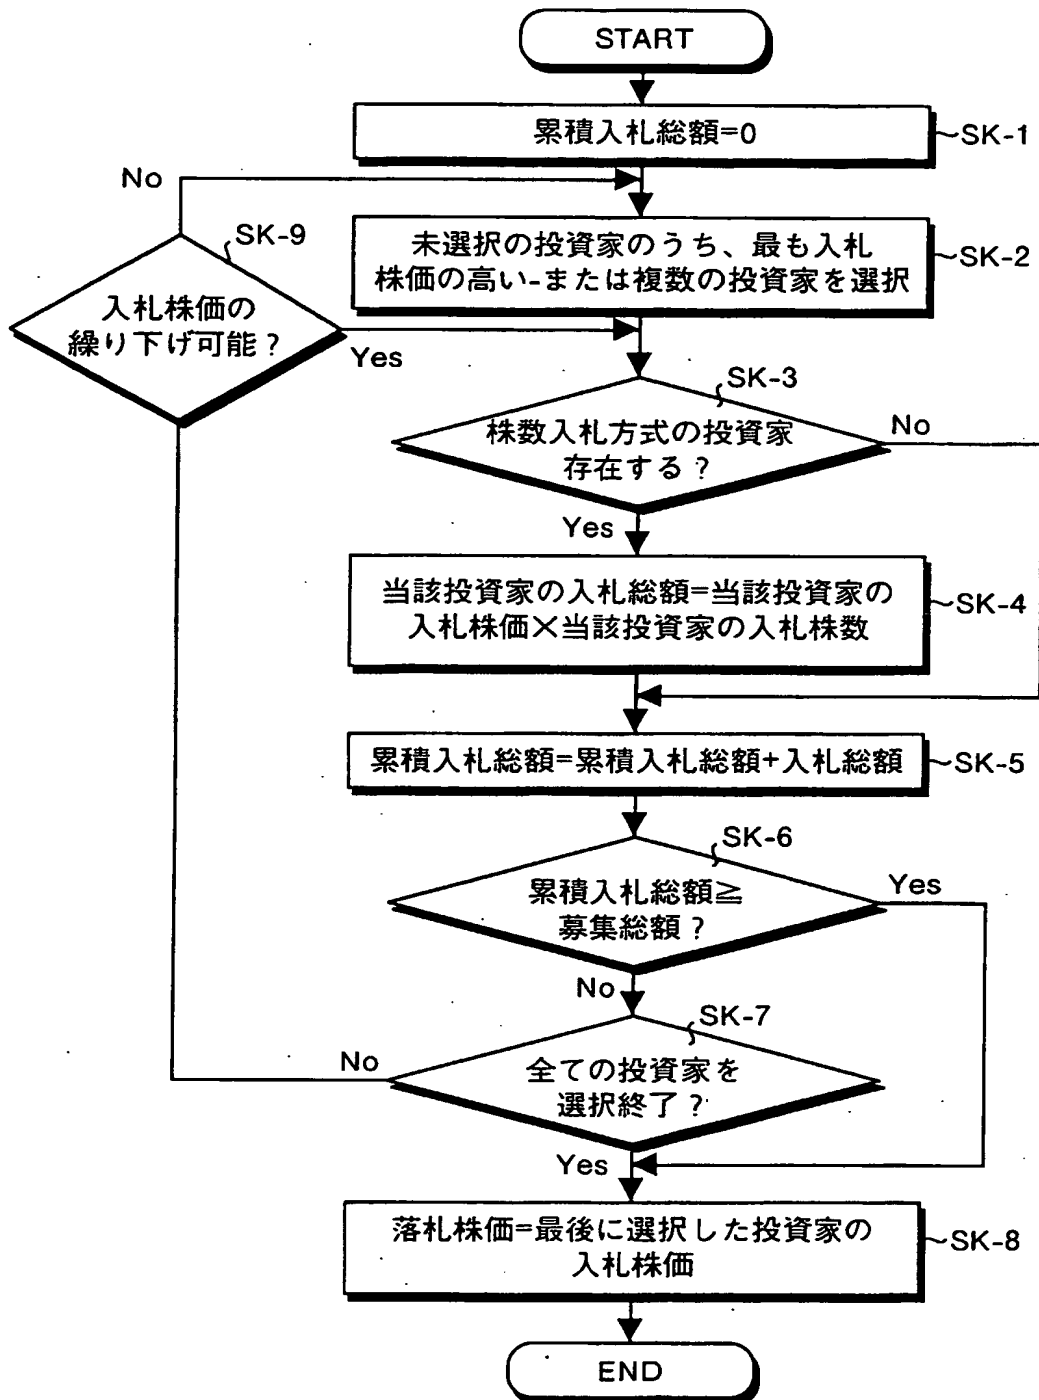 START
累積入札総額=0
SK-1
No
SK-9
未選択の投資家のうち、最も入札
株価の高い-または複数の投資家を選択
SK-2
入札株価の
繰り下げ可能?
Yes
SK-3
株数入札方式の投資家
存在する?
No
Yes
当該投資家の入札総額=当該投資家の
入札株価×当該投資家の入札株数
SK-4
累積入札総額=累積入札総額+入札総額
SK-5
SK-6
累積入札総額≧
募集総額?
Yes
No
SK-7
No
全ての投資家を
選択終了?
Yes
落札株価=最後に選択した投資家の
入札株価
SK-8
END